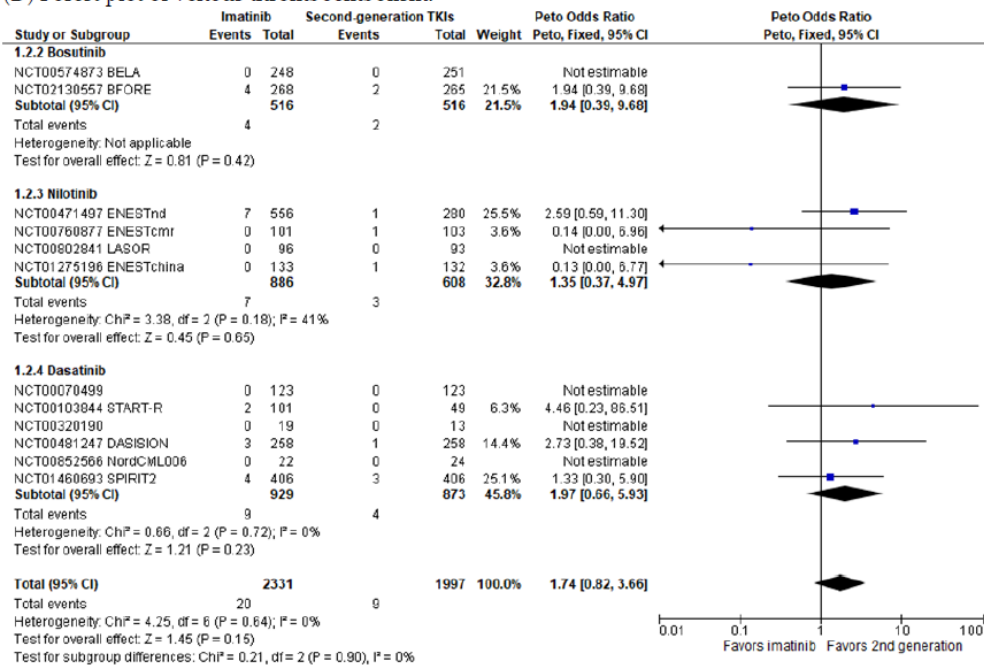 Imatinib Second-generation TKIs Peto Odds Ratio Peto Odds Ratio
Study or Subgroup Events Total Events Total Weight Peto, Fixed, 95% CI Peto, Fixed, 95% CI
1.2.2 Bosutinib
NCT00574873 BELA 0 248 0 251 Not estimable
NCT02130557 BFORE 4 268 2 265 21.5% 1.94 [0.39, 9.68]
Subtotal (95% CI) 516 516 21.5% 1.94 [0.39, 9.68]
Total events 4 2
Heterogeneity: Not applicable
Test for overall effect: Z = 0.81 (P = 0.42)
1.2.3 Nilotinib
NCT00471497 ENESTnd 7 556 1 280 25.5% 2.59 [0.59, 11.30]
NCT00760877 ENESTcmr 0 101 1 103 3.6% 0.14 [0.00, 6.96]
NCT00802841 LASOR 0 96 0 93 Not estimable
NCT01275196 ENESTchina 0 133 1 132 3.6% 0.13 [0.00, 6.77]
Subtotal (95% CI) 886 608 32.8% 1.35 [0.37, 4.97]
Total events 7 3
Heterogeneity: Chi² = 3.38, df = 2 (P = 0.18); I² = 41%
Test for overall effect: Z = 0.45 (P = 0.65)
1.2.4 Dasatinib
NCT00070499 0 123 0 123 Not estimable
NCT00103844 START-R 2 101 0 49 6.3% 4.46 [0.23, 86.51]
NCT00320190 0 19 0 13 Not estimable
NCT00481247 DASISION 3 258 1 258 14.4% 2.73 [0.38, 19.52]
NCT00852566 NordCML006 0 22 0 24 Not estimable
NCT01460693 SPIRIT2 4 406 3 406 25.1% 1.33 [0.30, 5.90]
Subtotal (95% CI) 929 873 45.8% 1.97 [0.66, 5.93]
Total events 9 4
Heterogeneity: Chi² = 0.66, df = 2 (P = 0.72); I² = 0%
Test for overall effect: Z = 1.21 (P = 0.23)
Total (95% CI) 2331 1997 100.0% 1.74 [0.82, 3.66]
Total events 20 9
Heterogeneity: Chi² = 4.25, df = 6 (P = 0.64); I² = 0%
Test for overall effect: Z = 1.45 (P = 0.15)
Test for subgroup differences: Chi² = 0.21, df = 2 (P = 0.90), I² = 0%
0.01 0.1 1 10 100
Favors imatinib Favors 2nd generation